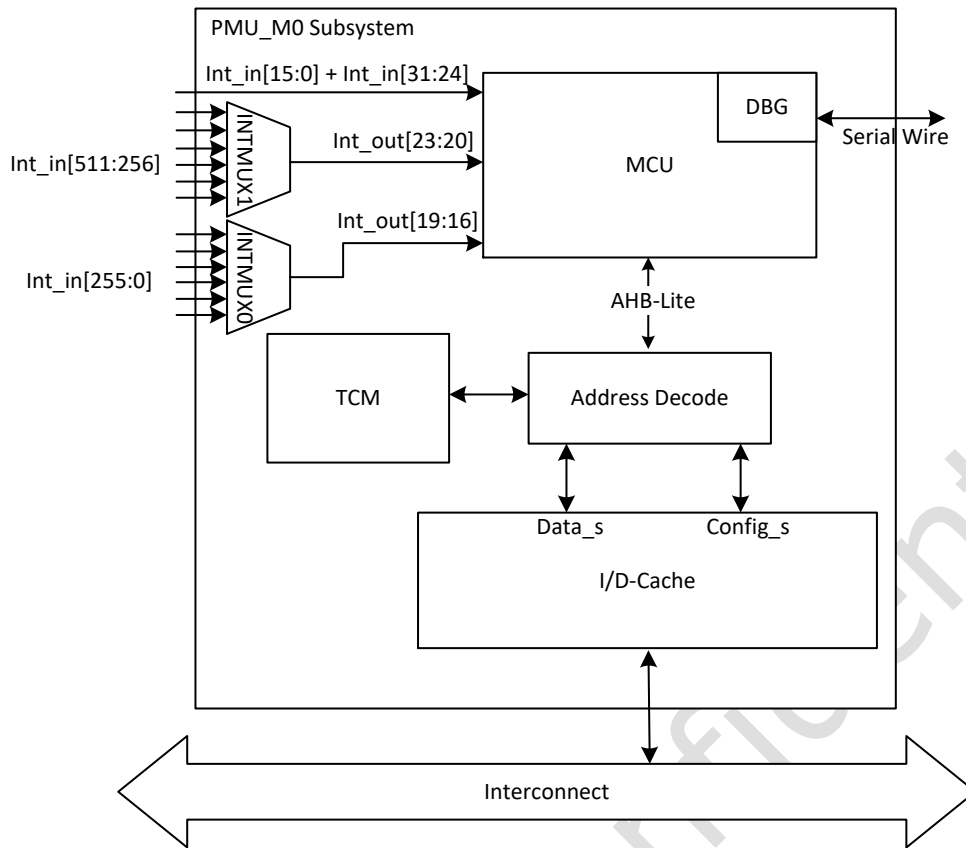 PMU_M0 Subsystem
Int_in[15:0] + Int_in[31:24]
DBG
Serial Wire
MCU
INTMUX1
Int_out[23:20]
Int_in[511:256]
Int_out[19:16]
INTMUX0
Int_in[255:0]
AHB-Lite
TCM
Address Decode
Data_s
Config_s
I/D-Cache
Interconnect